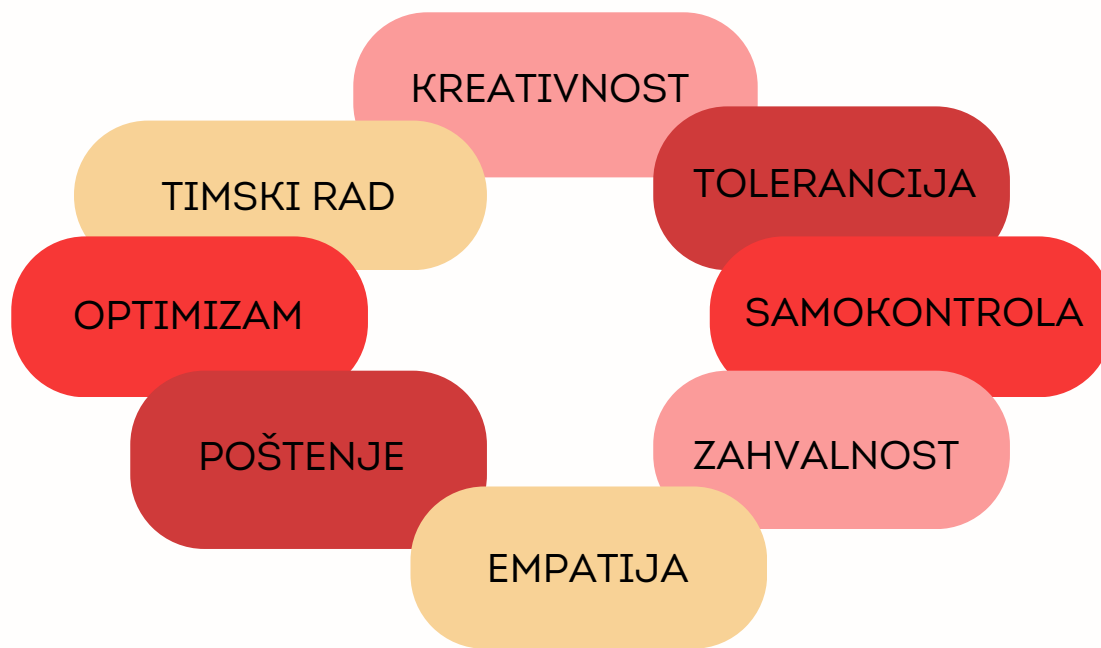 KREATIVNOST
TOLERANCIJA
TIMSKI RAD
SAMOKONTROLA
OPTIMIZAM
ZAHVALNOST
POŠTENJE
EMPATIJA